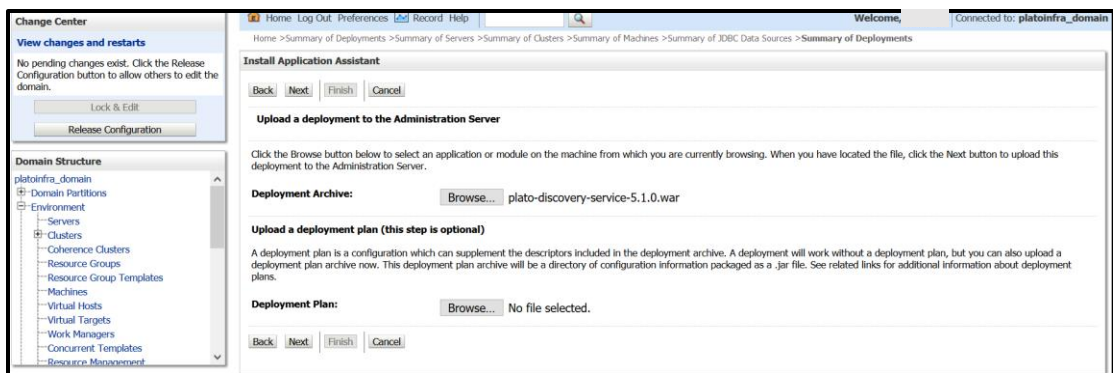 Change Center
View changes and restarts
No pending changes exist. Click the Release
Configuration button to allow others to edit the
domain.
Lock & Edit
Release Configuration
Domain Structure
platoinfra_domain
Domain Partitions
Environment
Servers
Clusters
Coherence Clusters
Resource Groups
Resource Group Templates
Machines
Virtual Hosts
Virtual Targets
Work Managers
Concurrent Templates
Resource Management
Home Log Out Preferences Record Help
Welcome,
Connected to: platoinfra_domain
Home >Summary of Deployments >Summary of Servers >Summary of Clusters >Summary of Machines >Summary of JDBC Data Sources >Summary of Deployments
Install Application Assistant
Back Next Finish Cancel
Upload a deployment to the Administration Server
Click the Browse button below to select an application or module on the machine from which you are currently browsing. When you have located the file, click the Next button to upload this
deployment to the Administration Server.
Deployment Archive: Browse... plato-discovery-service-5.1.0.war
Upload a deployment plan (this step is optional)
A deployment plan is a configuration which can supplement the descriptors included in the deployment archive. A deployment will work without a deployment plan, but you can also upload a
deployment plan archive now. This deployment plan archive will be a directory of configuration information packaged as a .jar file. See related links for additional information about deployment
plans.
Deployment Plan: Browse... No file selected.
Back Next Finish Cancel